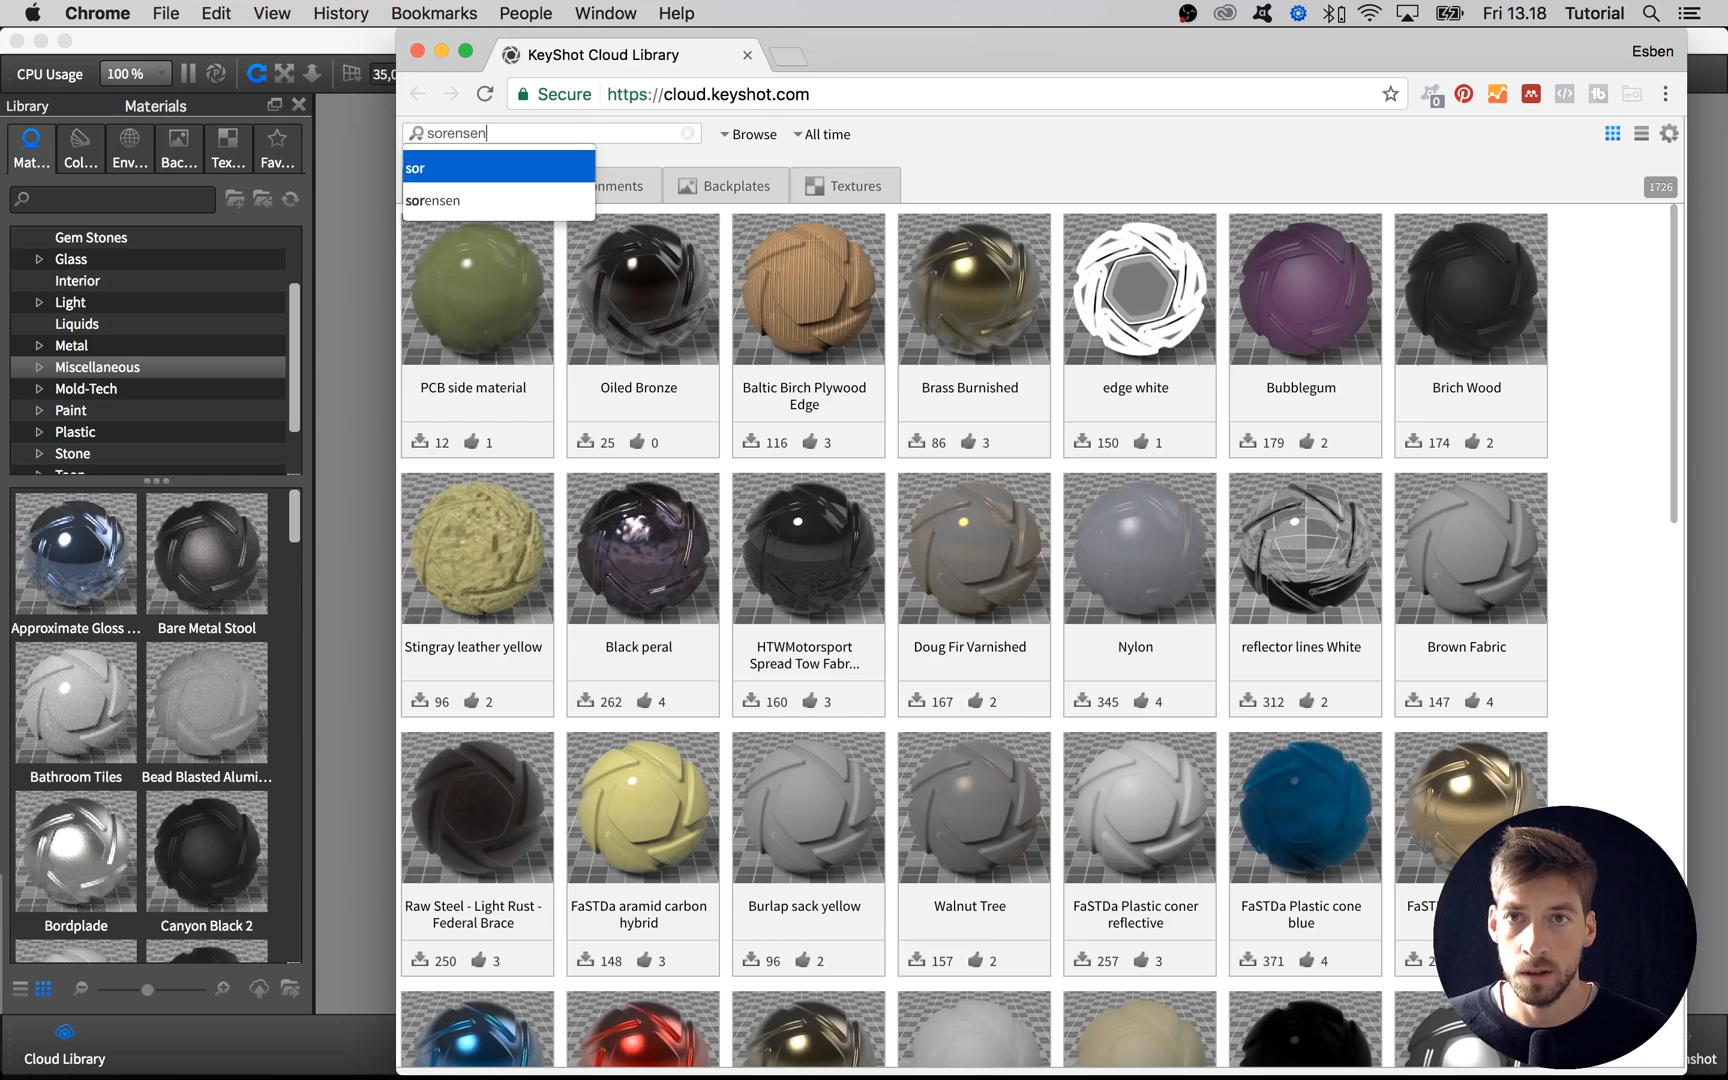 Chrome File Edit View History Bookmarks People Window Help Fri 13.18 Tutorial
KeyShot Cloud Library Esben
CPU Usage 100 % 35,0
Secure https://cloud.keyshot.com 0
Library Materials
sorensen Browse All time
Mat... Col... Env... Bac... Tex... Fav...
sor
sorensen
nments Backplates Textures 1726
Gem Stones
Glass
Interior
Light
Liquids
Metal
Miscellaneous
Mold-Tech
Paint
Plastic
Stone
Approximate Gloss ... Bare Metal Stool
Bathroom Tiles Bead Blasted Alumi...
Bordplade Canyon Black 2
Cloud Library
PCB side material Oiled Bronze Baltic Birch Plywood Brass Burnished edge white Bubblegum Brich Wood
Edge
12 1 25 0 116 3 86 3 150 1 179 2 174 2
Stingray leather yellow Black peral HTWMotorsport Doug Fir Varnished Nylon reflector lines White Brown Fabric
Spread Tow Fabr...
96 2 262 4 160 3 167 2 345 4 312 2 147 4
Raw Steel - Light Rust - FaSTDa aramid carbon Burlap sack yellow Walnut Tree FaSTDa Plastic coner FaSTDa Plastic cone
Federal Brace hybrid reflective blue
250 3 148 3 96 2 157 2 257 3 371 4